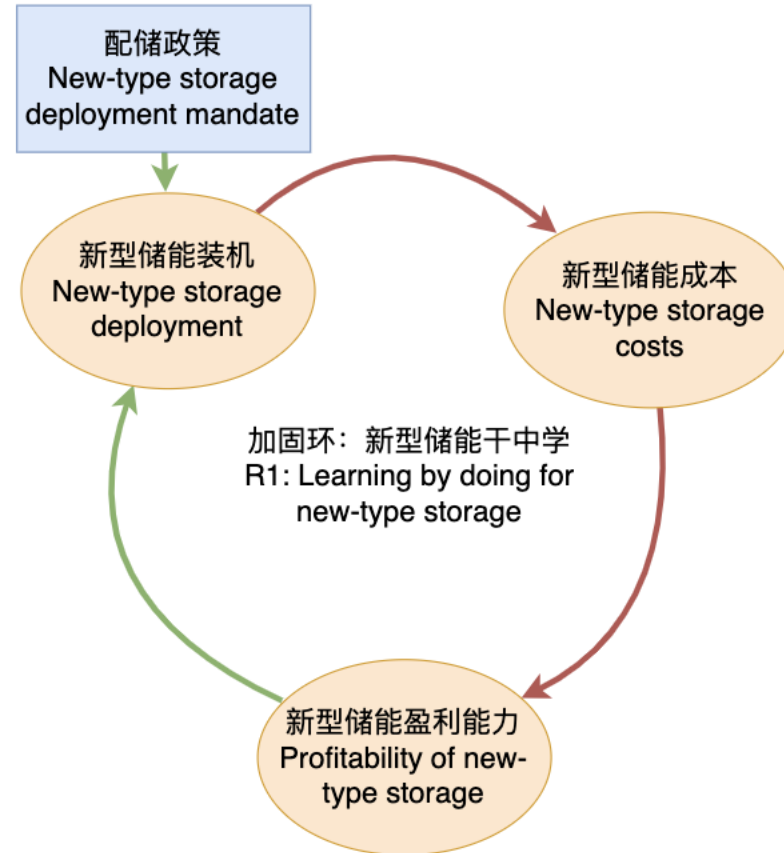 配储政策
New-type storage
deployment mandate
新型储能装机
New-type storage
deployment
新型储能成本
New-type storage
costs
加固环：新型储能干中学
R1: Learning by doing for
new-type storage
新型储能盈利能力
Profitability of new-
type storage